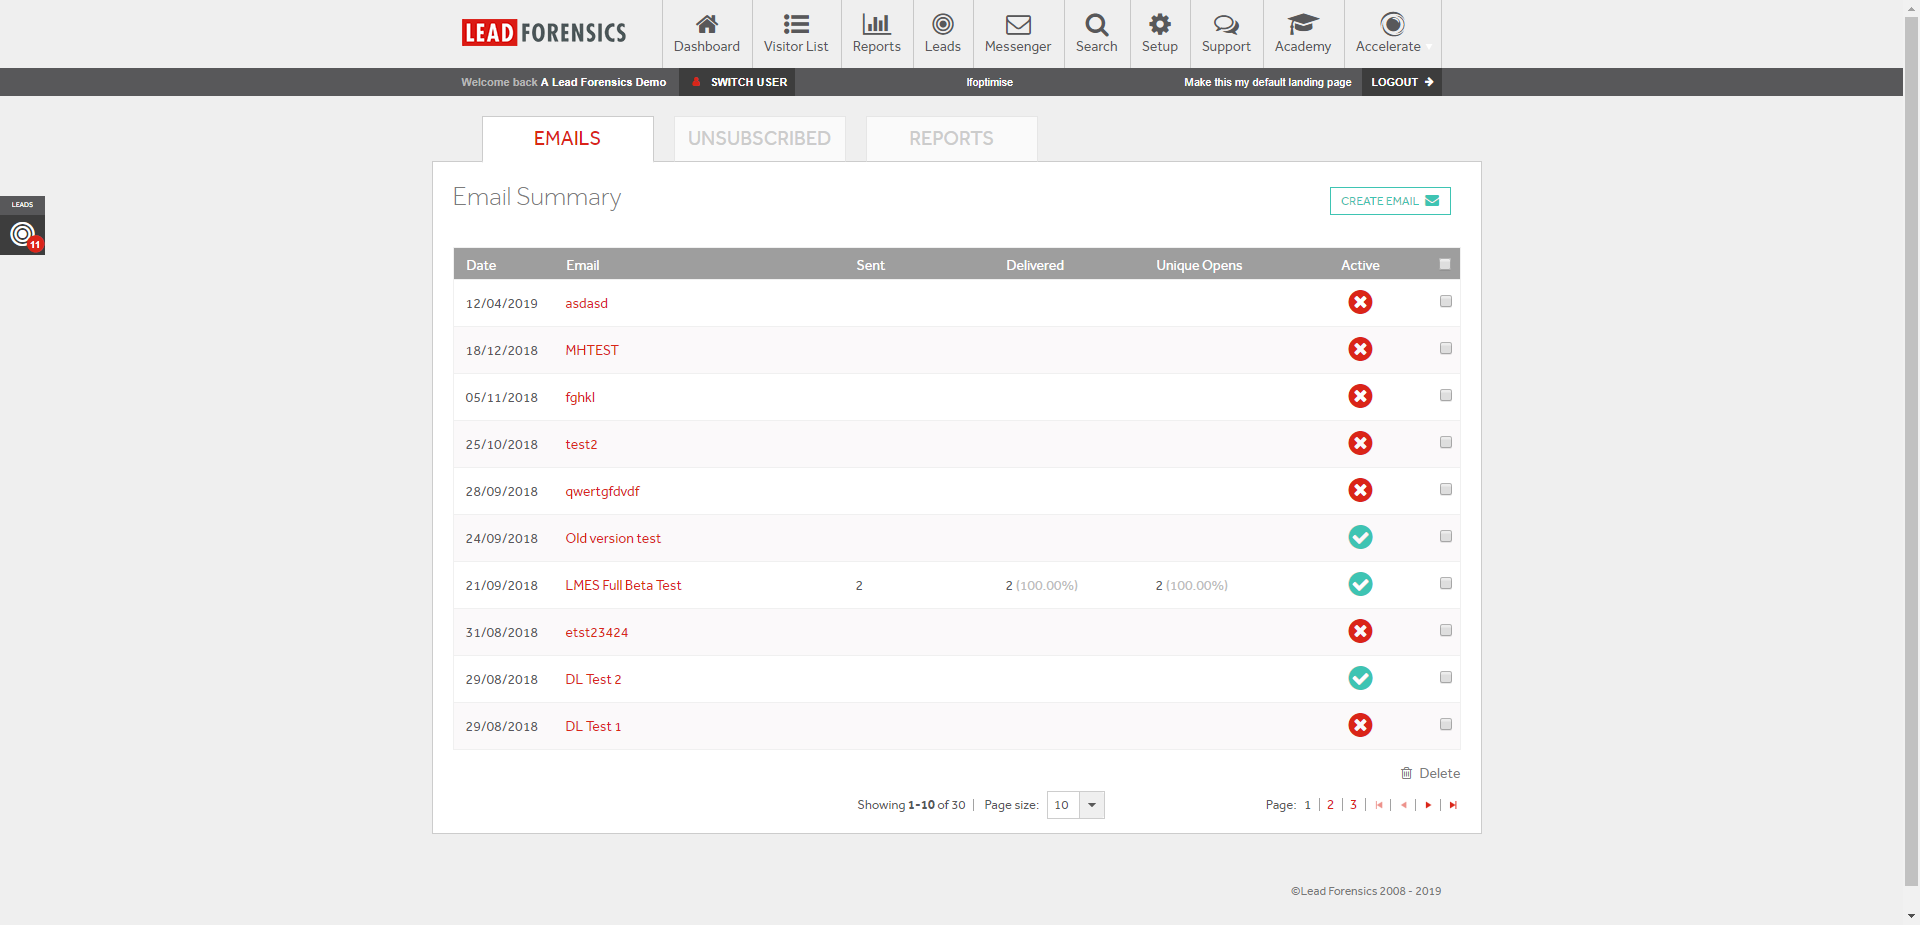 LEAD FORENSICS
Dashboard Visitor List Reports Leads Messenger Search Setup Support Academy Accelerate
Welcome back A Lead Forensics Demo SWITCH USER lfoptimise Make this my default landing page LOGOUT
EMAILS UNSUBSCRIBED REPORTS
Email Summary
CREATE EMAIL
LEADS
11
Date Email Sent Delivered Unique Opens Active
12/04/2019 asdasd
18/12/2018 MHTEST
05/11/2018 fghkl
25/10/2018 test2
28/09/2018 qwertgfdvdf
24/09/2018 Old version test
21/09/2018 LMES Full Beta Test 2 2 (100.00%) 2 (100.00%)
31/08/2018 etst23424
29/08/2018 DL Test 2
29/08/2018 DL Test 1
Delete
Showing 1-10 of 30 | Page size: 10 Page: 1 | 2 | 3 | | | |
©Lead Forensics 2008 - 2019